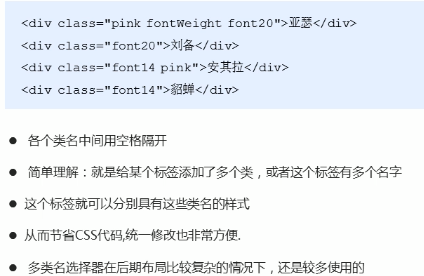 <div class="pink fontWeight font20">亚瑟</div>
<div class="font20">刘备</div>
<div class="font14 pink">安其拉</div>
<div class="font14">貂蝉</div>
● 各个类名中间用空格隔开
● 简单理解：就是给某个标签添加了多个类，或者这个标签有多个名字
● 这个标签就可以分别具有这些类名的样式
● 从而节省CSS代码,统一修改也非常方便.
● 多类名选择器在后期布局比较复杂的情况下，还是较多使用的